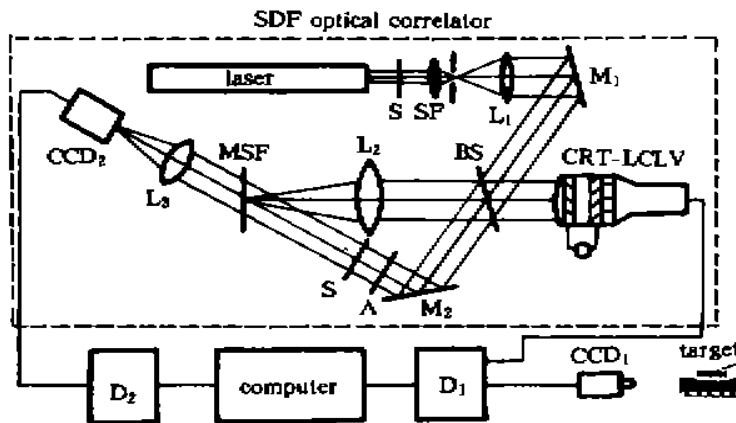 SDF optical correlator
laser
S
SF
L₁
M₁
CCD₂
L₃
MSF
L₂
BS
CRT-LCLV
S
A
M₂
D₂
computer
D₁
CCD₁
target